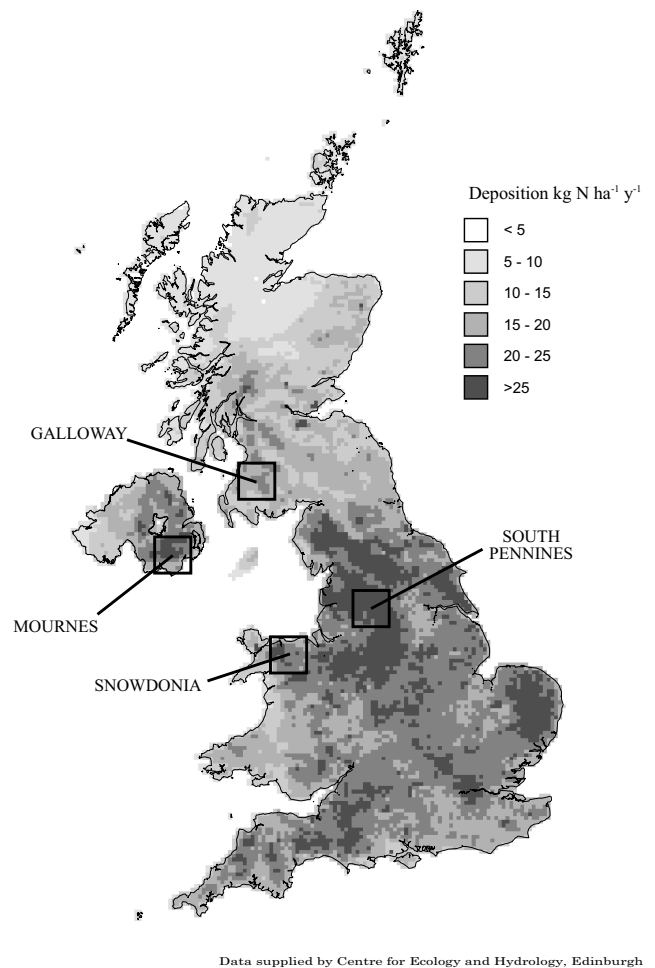 Deposition kg N ha⁻¹ y⁻¹
< 5
5 - 10
10 - 15
15 - 20
20 - 25
>25
GALLOWAY
SOUTH
PENNINES
MOURNES
SNOWDONIA
Data supplied by Centre for Ecology and Hydrology, Edinburgh